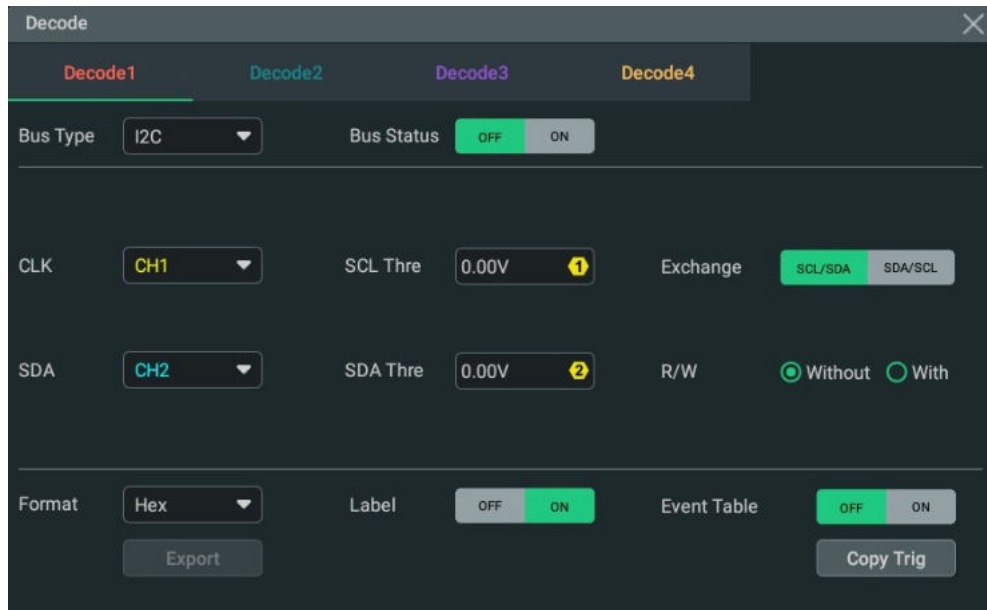 Decode
Decode1 Decode2 Decode3 Decode4
Bus Type I2C Bus Status OFF ON
CLK CH1 SCL Thre 0.00V 1 Exchange SCL/SDA SDA/SCL
SDA CH2 SDA Thre 0.00V 2 R/W Without With
Format Hex Label OFF ON Event Table OFF ON
Export Copy Trig